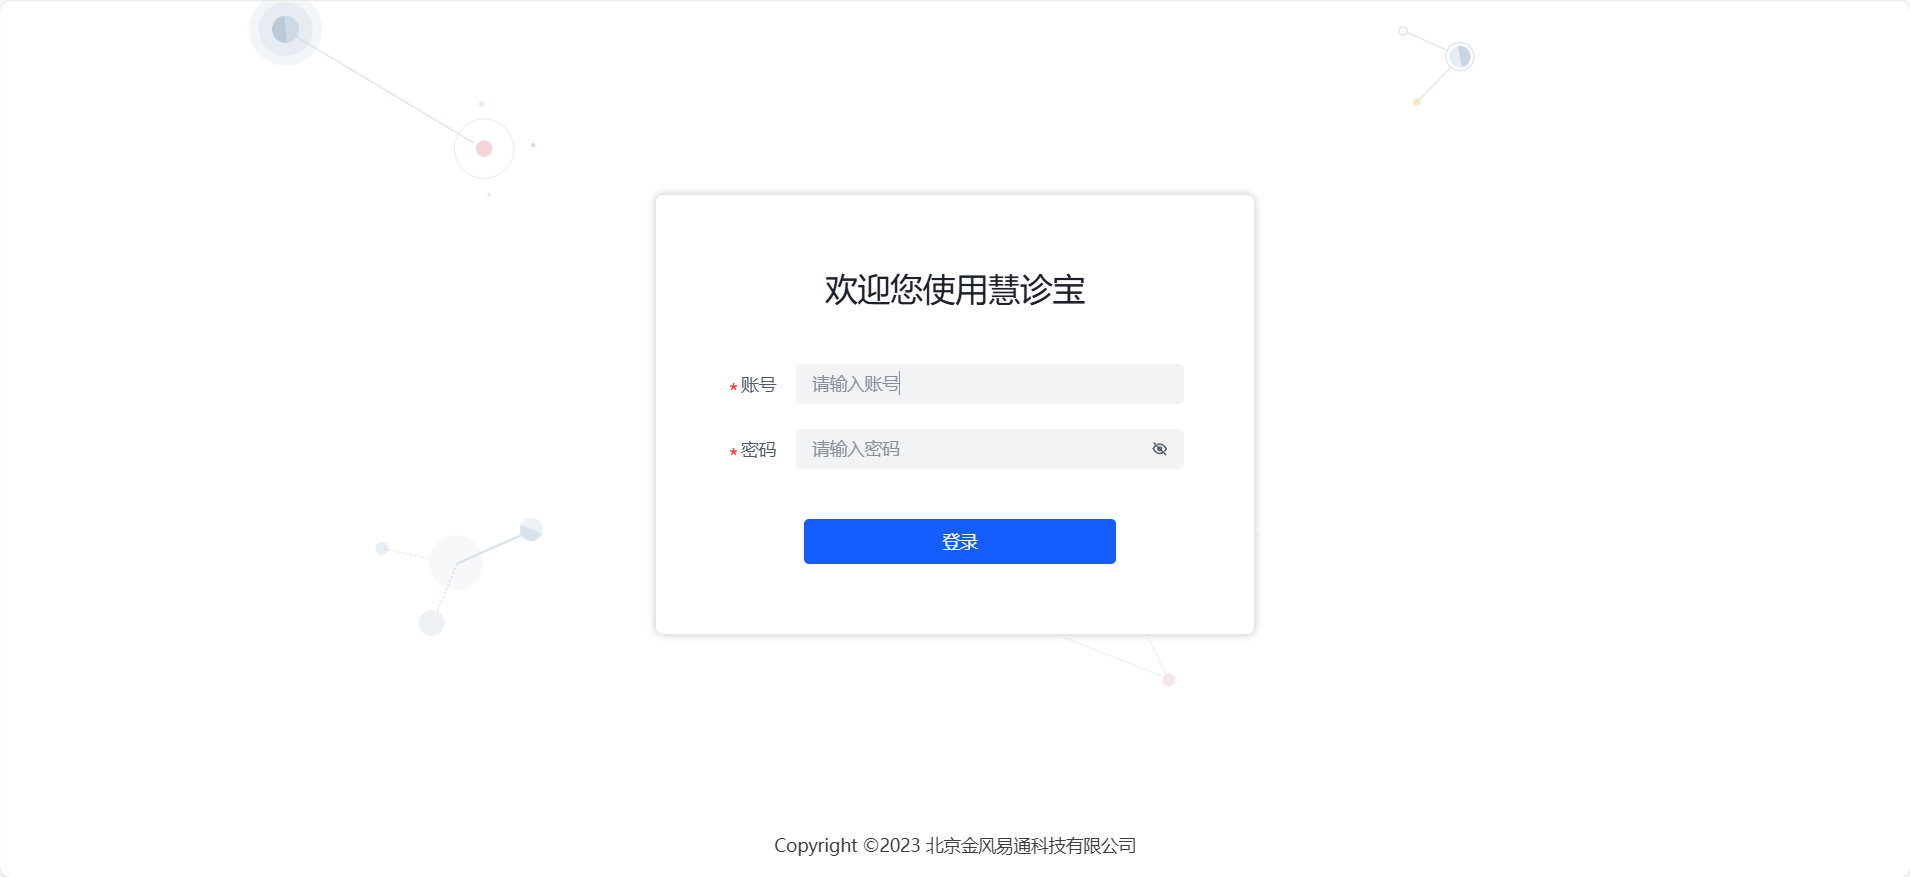 欢迎您使用慧诊宝
* 账号 请输入账号
* 密码 请输入密码
登录
Copyright ©2023 北京金风易通科技有限公司